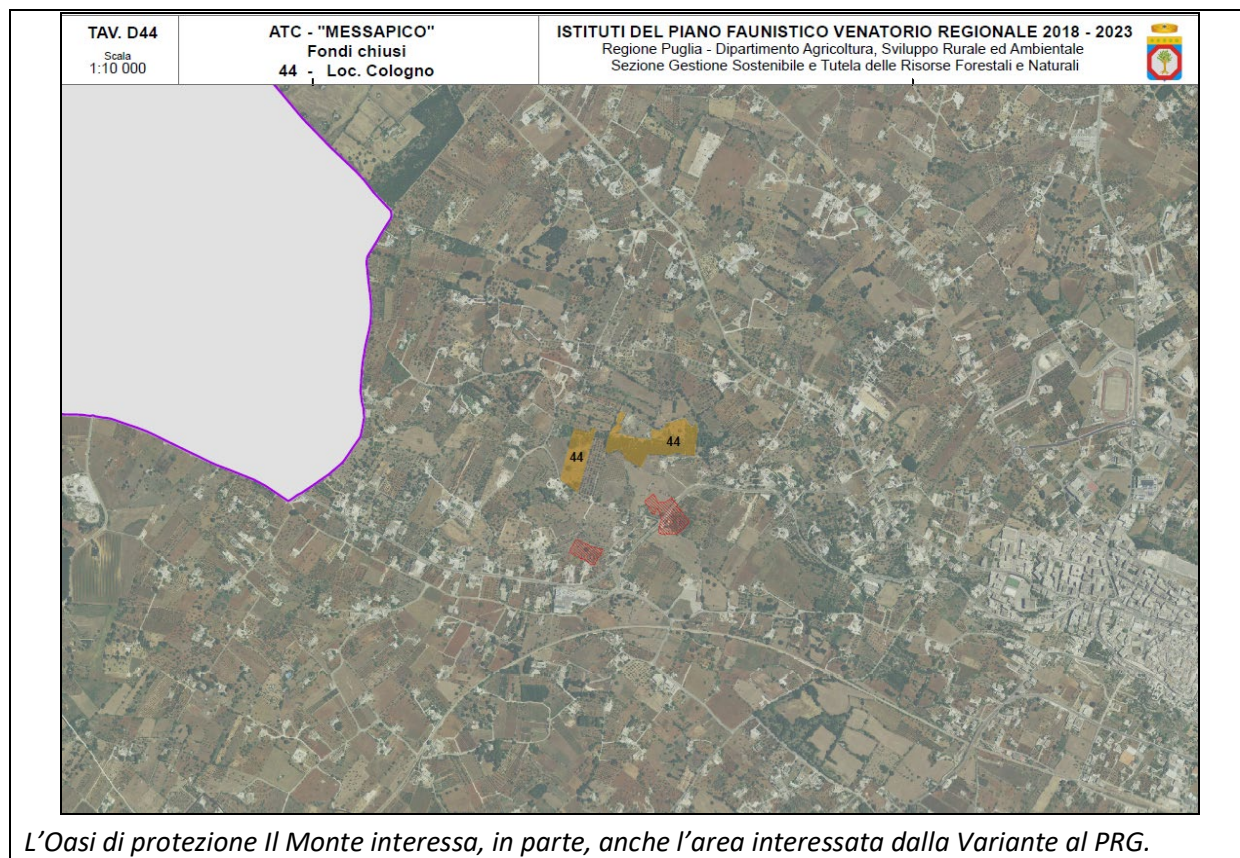 TAV. D44
Scala
1:10 000
ATC - "MESSAPICO"
Fondi chiusi
44 - Loc. Cologno
ISTITUTI DEL PIANO FAUNISTICO VENATORIO REGIONALE 2018 - 2023
Regione Puglia - Dipartimento Agricoltura, Sviluppo Rurale ed Ambientale
Sezione Gestione Sostenibile e Tutela delle Risorse Forestali e Naturali
44
44
L’Oasi di protezione Il Monte interessa, in parte, anche l’area interessata dalla Variante al PRG.